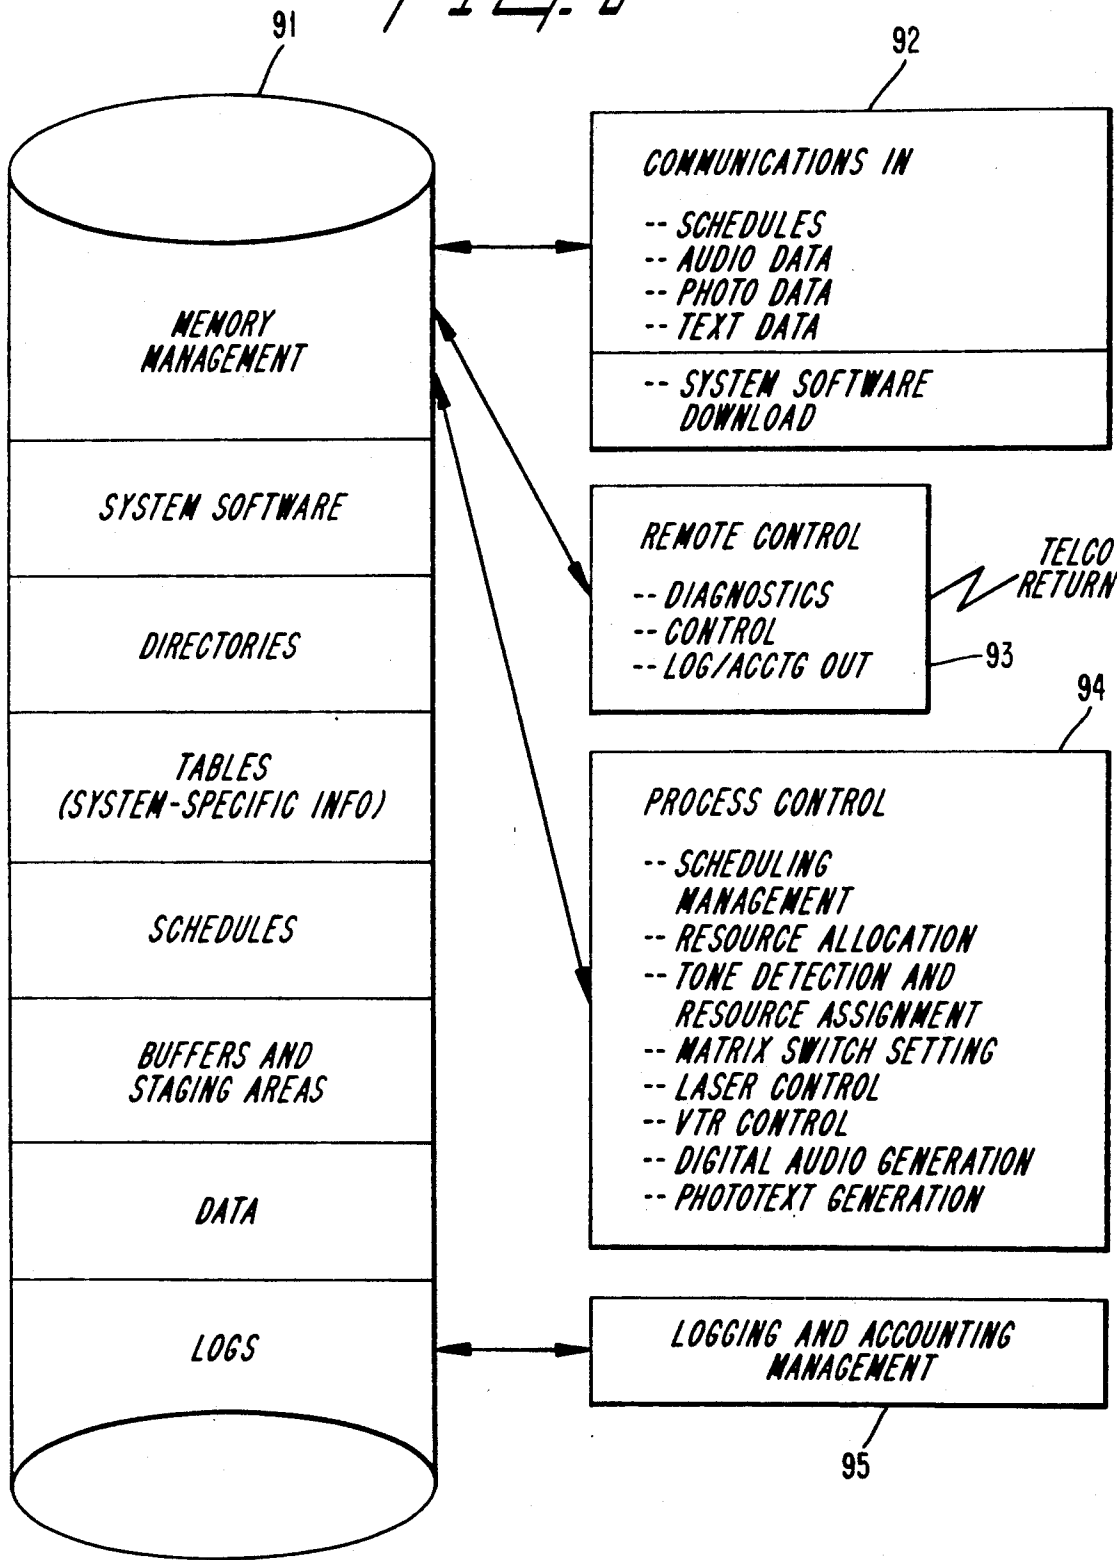 91
MEMORY
MANAGEMENT
SYSTEM SOFTWARE
DIRECTORIES
TABLES
(SYSTEM-SPECIFIC INFO)
SCHEDULES
BUFFERS AND
STAGING AREAS
DATA
LOGS
92
COMMUNICATIONS IN
-- SCHEDULES
-- AUDIO DATA
-- PHOTO DATA
-- TEXT DATA
-- SYSTEM SOFTWARE
DOWNLOAD
REMOTE CONTROL
-- DIAGNOSTICS
-- CONTROL
-- LOG/ACCTG OUT
TELCO
RETURN
93
94
PROCESS CONTROL
-- SCHEDULING
MANAGEMENT
-- RESOURCE ALLOCATION
-- TONE DETECTION AND
RESOURCE ASSIGNMENT
-- MATRIX SWITCH SETTING
-- LASER CONTROL
-- VTR CONTROL
-- DIGITAL AUDIO GENERATION
-- PHOTOTEXT GENERATION
LOGGING AND ACCOUNTING
MANAGEMENT
95